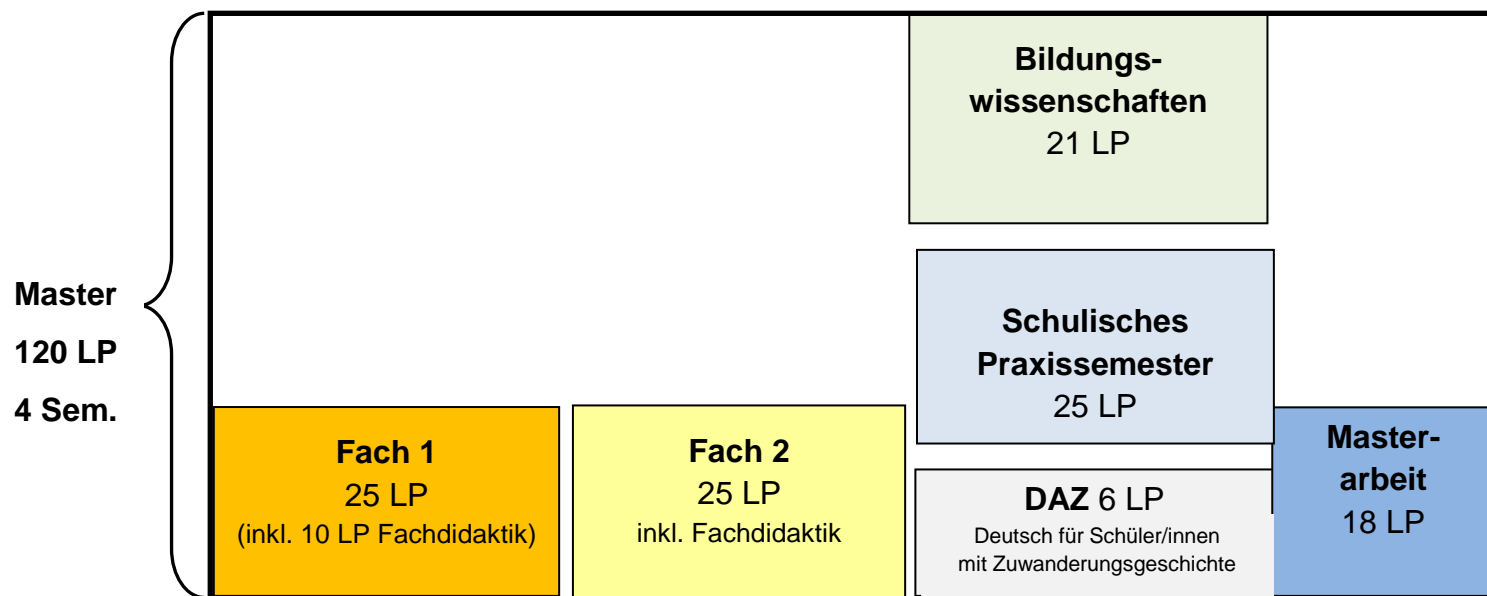 Master
120 LP
4 Sem.
Bildungs-
wissenschaften
21 LP
Schulisches
Praxissemester
25 LP
Fach 1
25 LP
(inkl. 10 LP Fachdidaktik)
Fach 2
25 LP
inkl. Fachdidaktik
DAZ 6 LP
Deutsch für Schüler/innen
mit Zuwanderungsgeschichte
Master-
arbeit
18 LP